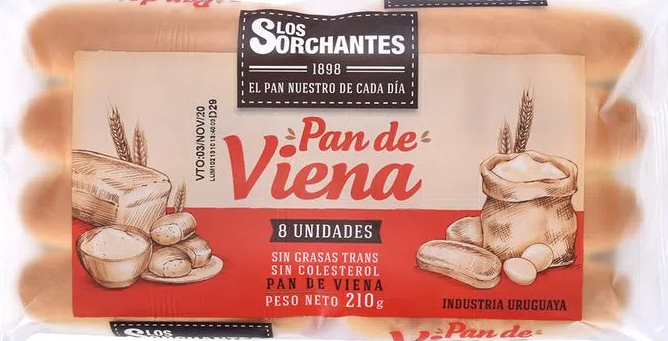 LOS
SORCHANTES
1898
EL PAN NUESTRO DE CADA DÍA
VTO:03/NOV/20
D29
Pan de
Viena
8 UNIDADES
SIN GRASAS TRANS
SIN COLESTEROL
PAN DE VIENA
PESO NETO 210g
INDUSTRIA URUGUAYA
LOS
SORCHANTES
Pan de